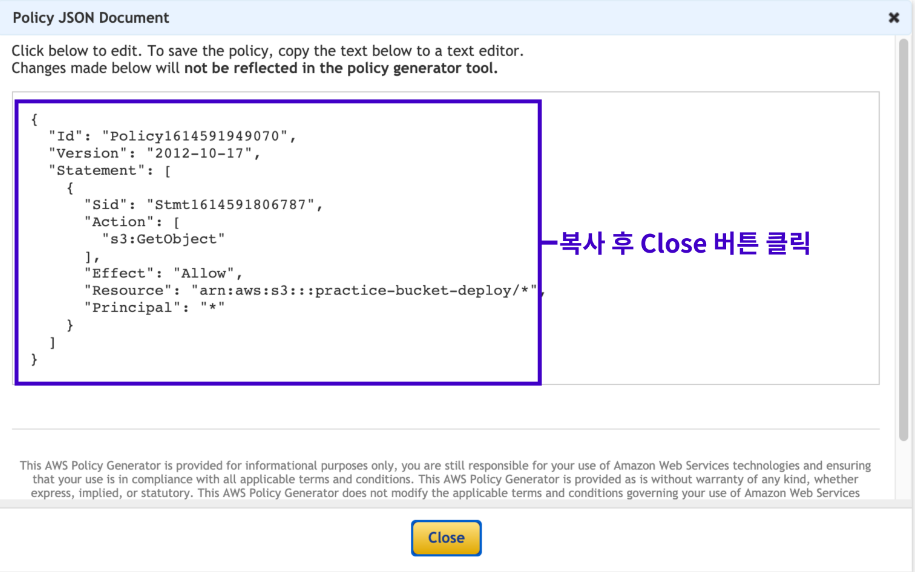 Policy JSON Document
Click below to edit. To save the policy, copy the text below to a text editor.
Changes made below will not be reflected in the policy generator tool.
{
  "Id": "Policy1614591949070",
  "Version": "2012-10-17",
  "Statement": [
    {
      "Sid": "Stmt1614591806787",
      "Action": [
        "s3:GetObject"
      ],
      "Effect": "Allow",
      "Resource": "arn:aws:s3:::practice-bucket-deploy/*",
      "Principal": "*"
    }
  ]
}
복사 후 Close 버튼 클릭
This AWS Policy Generator is provided for informational purposes only, you are still responsible for your use of Amazon Web Services technologies and ensuring
that your use is in compliance with all applicable terms and conditions. This AWS Policy Generator is provided as is without warranty of any kind, whether
express, implied, or statutory. This AWS Policy Generator does not modify the applicable terms and conditions governing your use of Amazon Web Services
Close